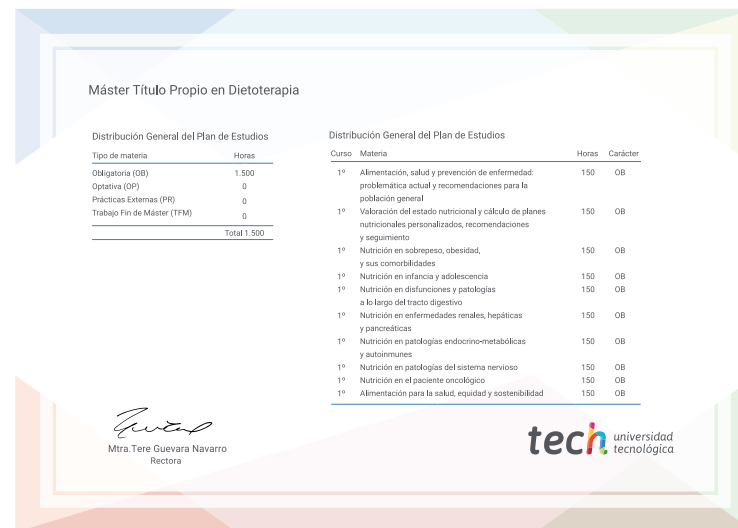 Máster Título Propio en Dietoterapia
Distribución General del Plan de Estudios
Tipo de materia Horas
Obligatoria (OB) 1.500
Optativa (OP) 0
Prácticas Externas (PR) 0
Trabajo Fin de Máster (TFM) 0
Total 1.500
Distribución General del Plan de Estudios
Curso Materia Horas Carácter
1º Alimentación, salud y prevención de enfermedad: 150 OB
problemática actual y recomendaciones para la
población general
1º Valoración del estado nutricional y cálculo de planes 150 OB
nutricionales personalizados, recomendaciones
y seguimiento
1º Nutrición en sobrepeso, obesidad, 150 OB
y sus comorbilidades
1º Nutrición en infancia y adolescencia 150 OB
1º Nutrición en disfunciones y patologías 150 OB
a lo largo del tracto digestivo
1º Nutrición en enfermedades renales, hepáticas 150 OB
y pancreáticas
1º Nutrición en patologías endocrino-metabólicas 150 OB
y autoinmunes
1º Nutrición en patologías del sistema nervioso 150 OB
1º Nutrición en el paciente oncológico 150 OB
1º Alimentación para la salud, equidad y sostenibilidad 150 OB
Mtra.Tere Guevara Navarro
Rectora
tech universidad
tecnológica